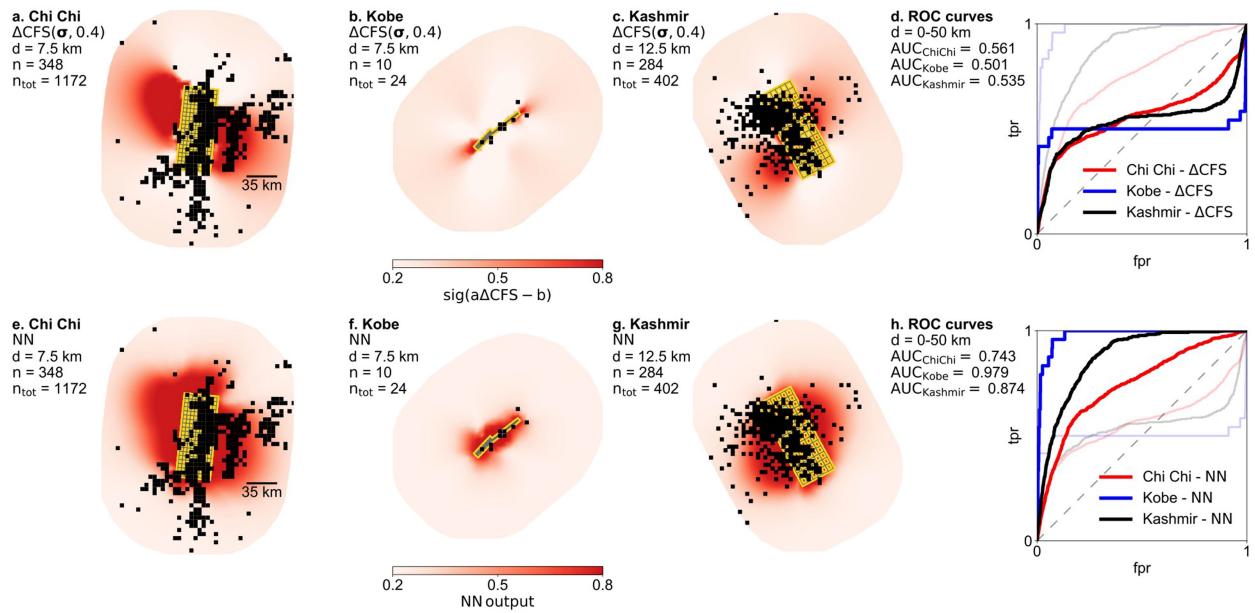 a. Chi Chi
ΔCFS(σ, 0.4)
d = 7.5 km
n = 348
n_tot = 1172
35 km
b. Kobe
ΔCFS(σ, 0.4)
d = 7.5 km
n = 10
n_tot = 24
c. Kashmir
ΔCFS(σ, 0.4)
d = 12.5 km
n = 284
n_tot = 402
d. ROC curves
d = 0-50 km
AUC_ChiChi = 0.561
AUC_Kobe = 0.501
AUC_Kashmir = 0.535
1
tpr
0
Chi Chi - ΔCFS
Kobe - ΔCFS
Kashmir - ΔCFS
0 1
fpr
0.2 0.5 0.8
sig(aΔCFS − b)
e. Chi Chi
NN
d = 7.5 km
n = 348
n_tot = 1172
35 km
f. Kobe
NN
d = 7.5 km
n = 10
n_tot = 24
g. Kashmir
NN
d = 12.5 km
n = 284
n_tot = 402
h. ROC curves
d = 0-50 km
AUC_ChiChi = 0.743
AUC_Kobe = 0.979
AUC_Kashmir = 0.874
1
tpr
0
Chi Chi - NN
Kobe - NN
Kashmir - NN
0 1
fpr
0.2 0.5 0.8
NN output